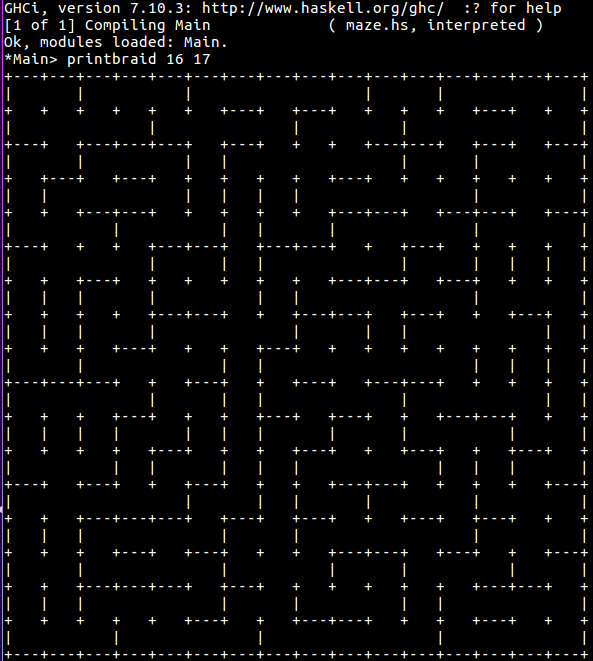 GHCi, version 7.10.3: http://www.haskell.org/ghc/  :? for help
[1 of 1] Compiling Main             ( maze.hs, interpreted )
Ok, modules loaded: Main.
*Main> printbraid 16 17